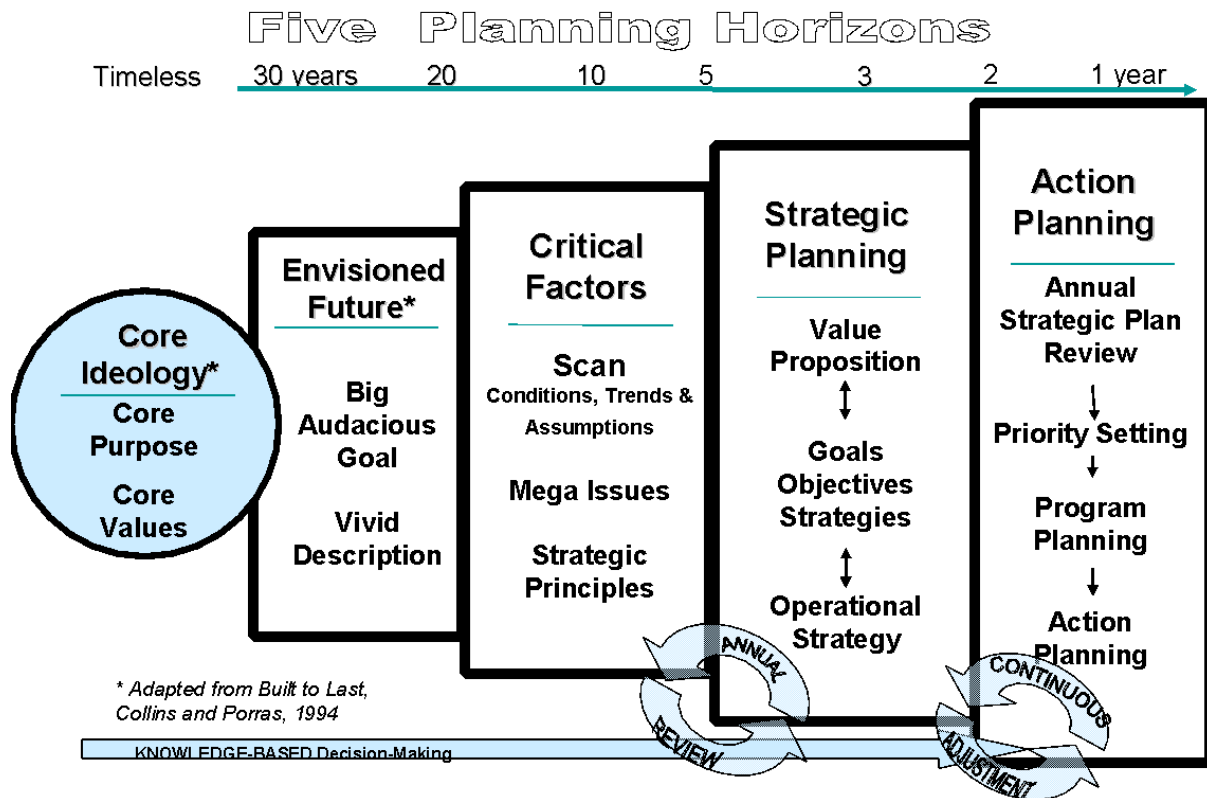 Five Planning Horizons
Timeless 30 years 20 10 5 3 2 1 year
Core
Ideology*
Core
Purpose
Core
Values
Envisioned
Future*
Big
Audacious
Goal
Vivid
Description
Critical
Factors
Scan
Conditions, Trends &
Assumptions
Mega Issues
Strategic
Principles
Strategic
Planning
Value
Proposition
Goals
Objectives
Strategies
Operational
Strategy
Action
Planning
Annual
Strategic Plan
Review
Priority Setting
Program
Planning
Action
Planning
ANNUAL
REVIEW
CONTINUOUS
ADJUSTMENT
* Adapted from Built to Last,
Collins and Porras, 1994
KNOWLEDGE-BASED Decision-Making